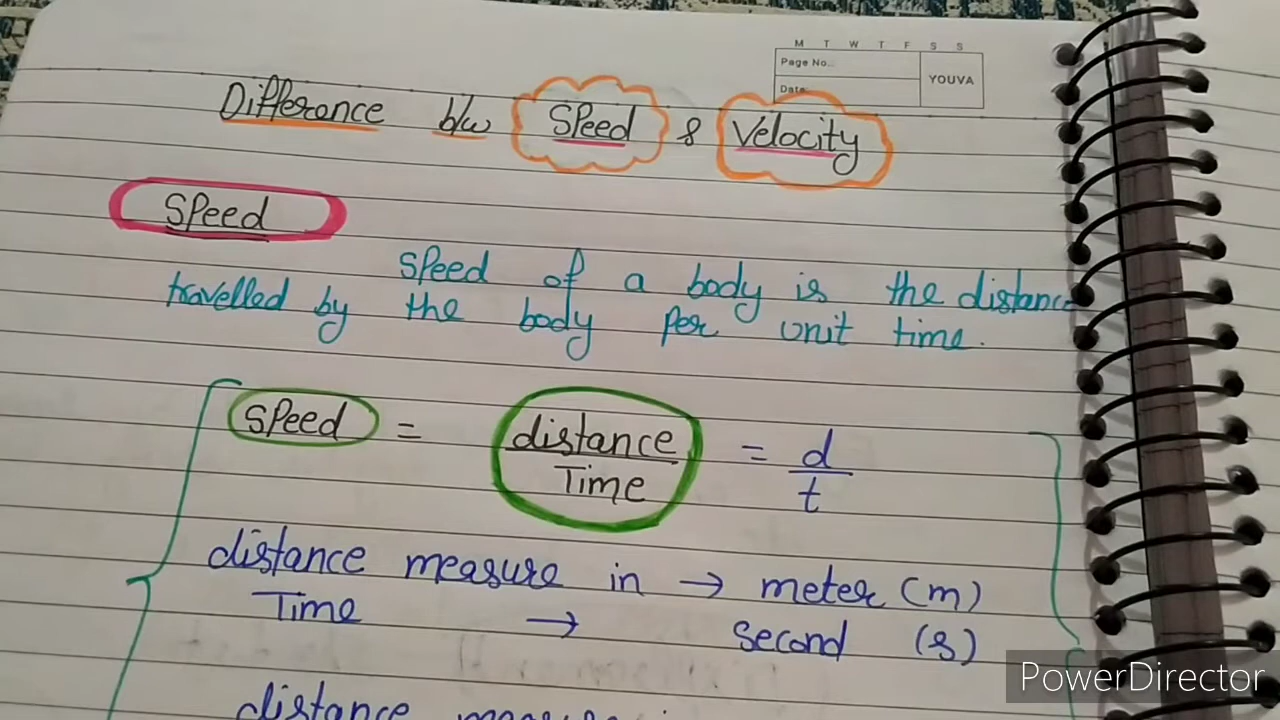 M T W T F S S
Page No..
Date
YOUVA
Difference b/w Speed & Velocity
Speed
Speed of a body is the distance
travelled by the body per unit time.
Speed = distance/Time = d/t
distance measure in → meter (m)
Time → Second (s)
distance
PowerDirector